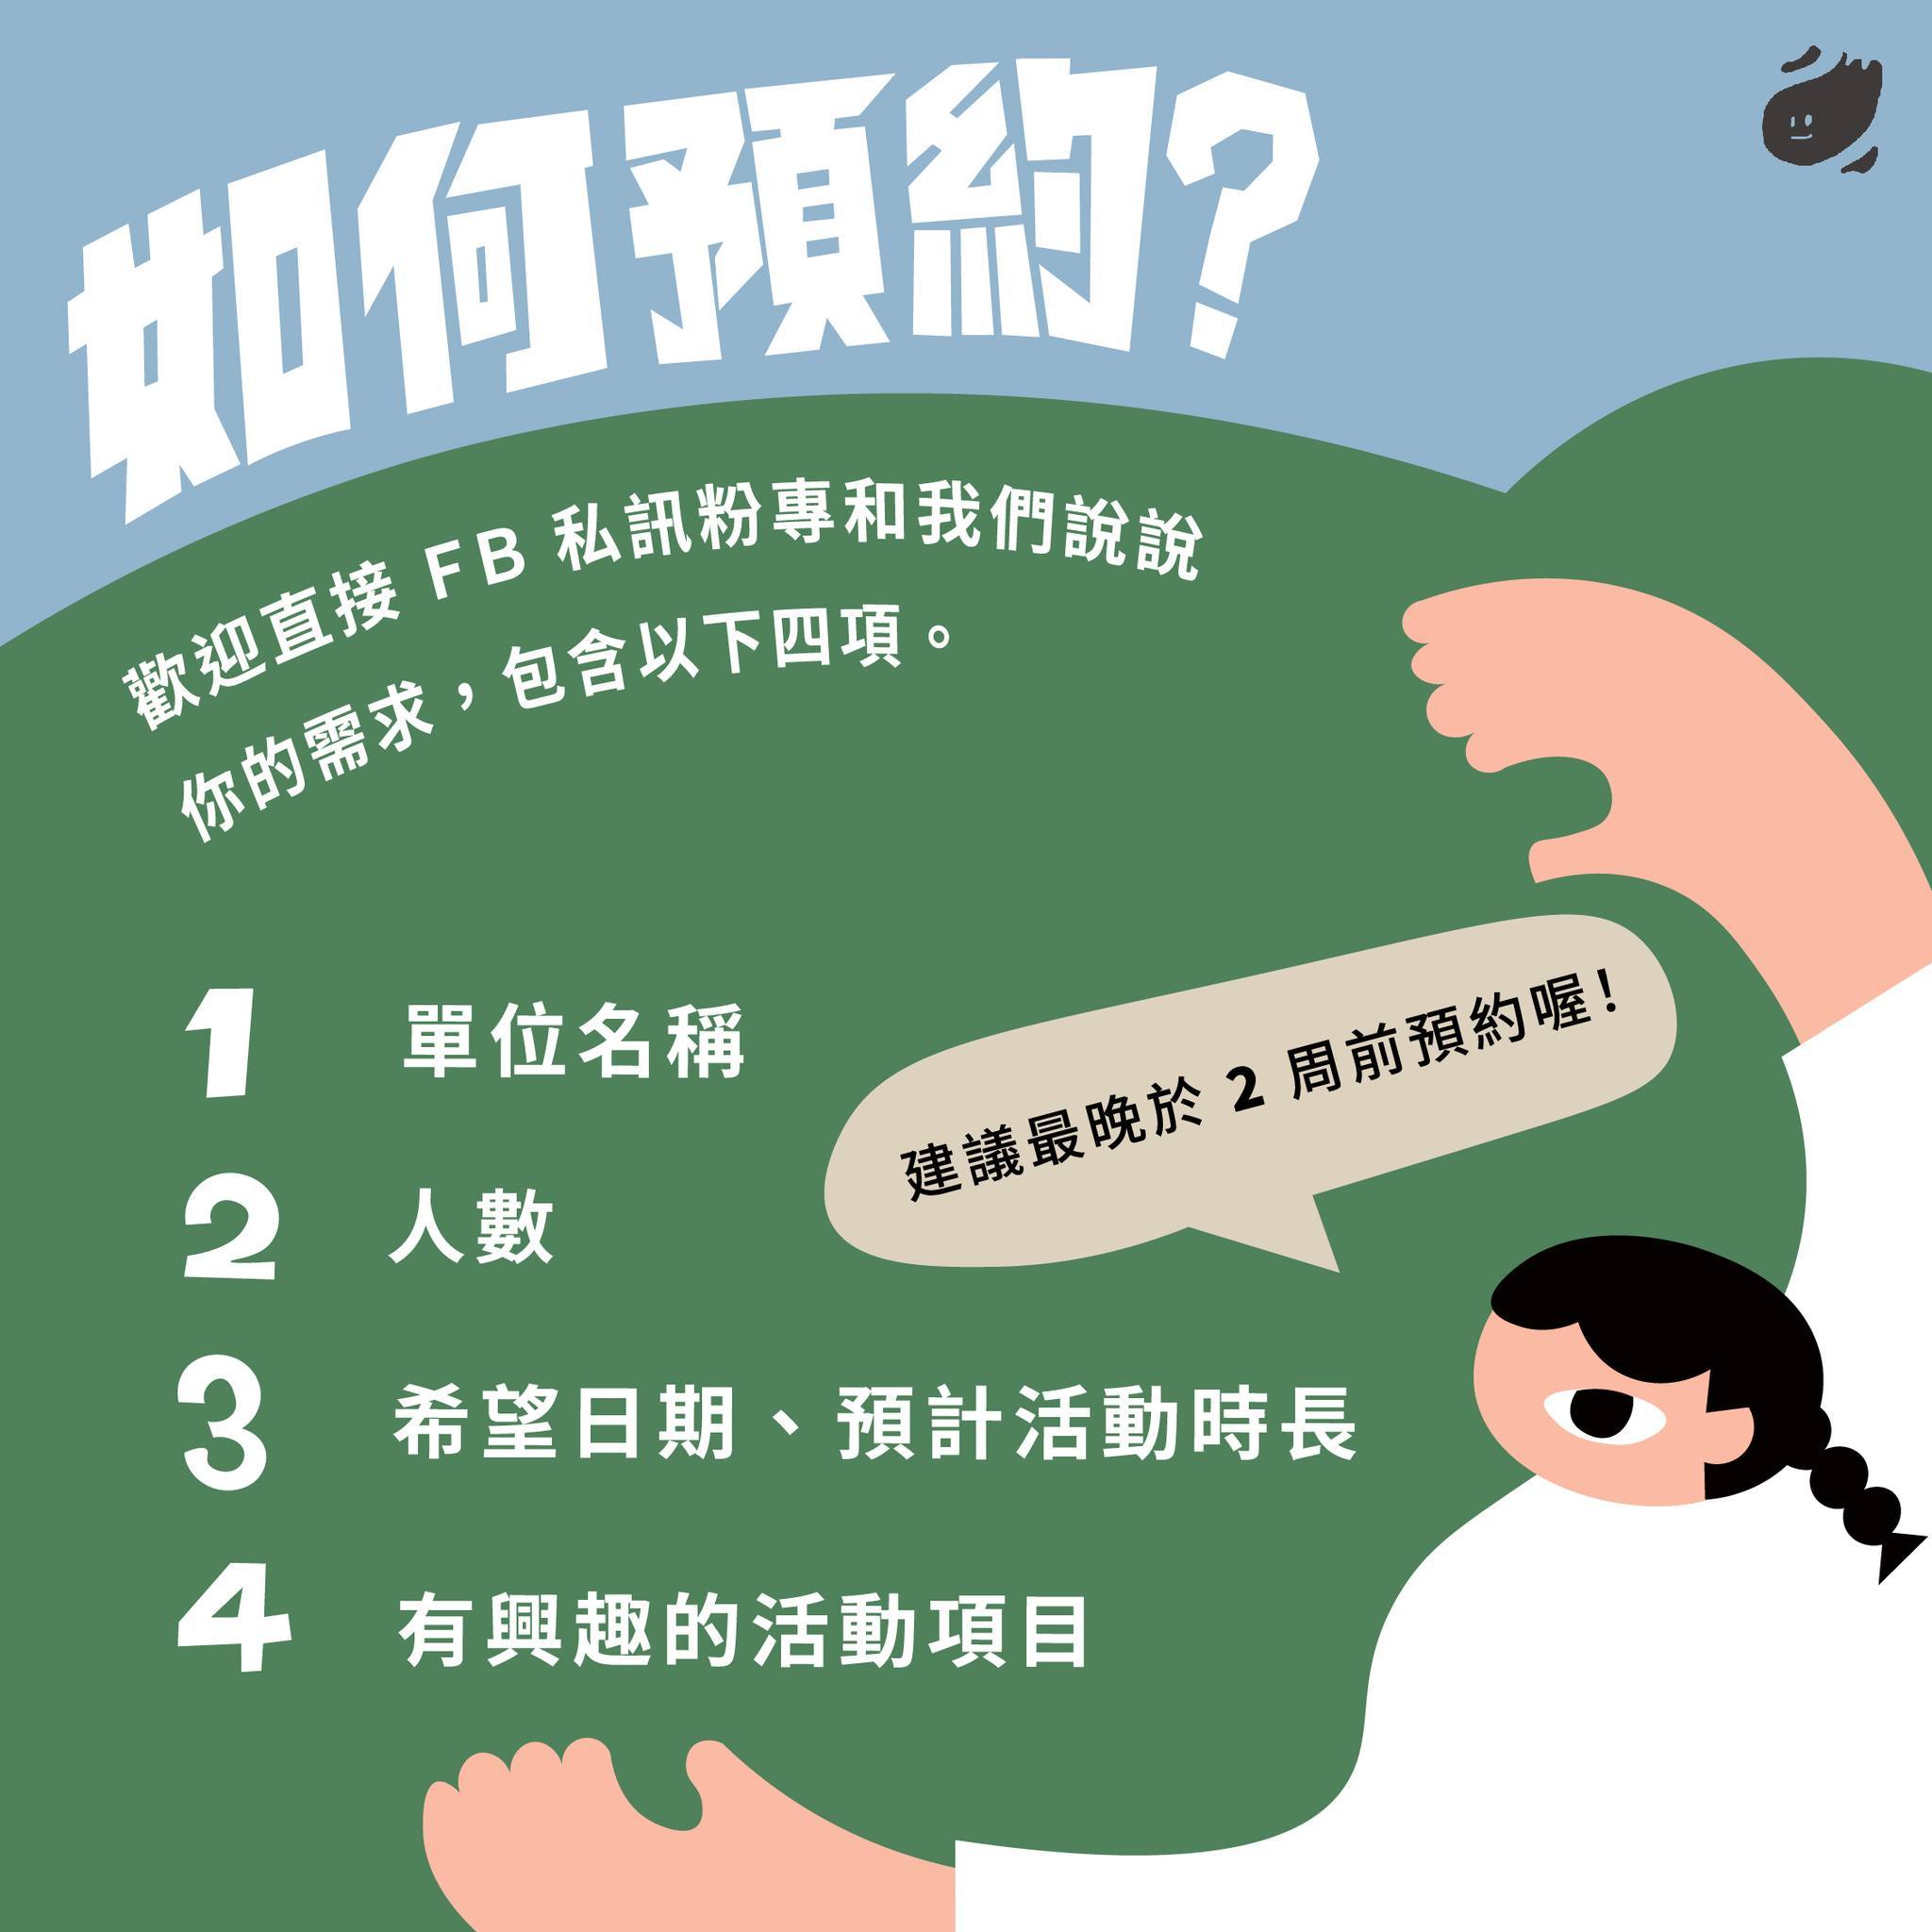 如何預約?
歡迎直接 FB 私訊粉專和我們說說
你的需求，包含以下四項。
1 單位名稱
建議最晚於 2 周前預約喔！
2 人數
3 希望日期、預計活動時長
4 有興趣的活動項目